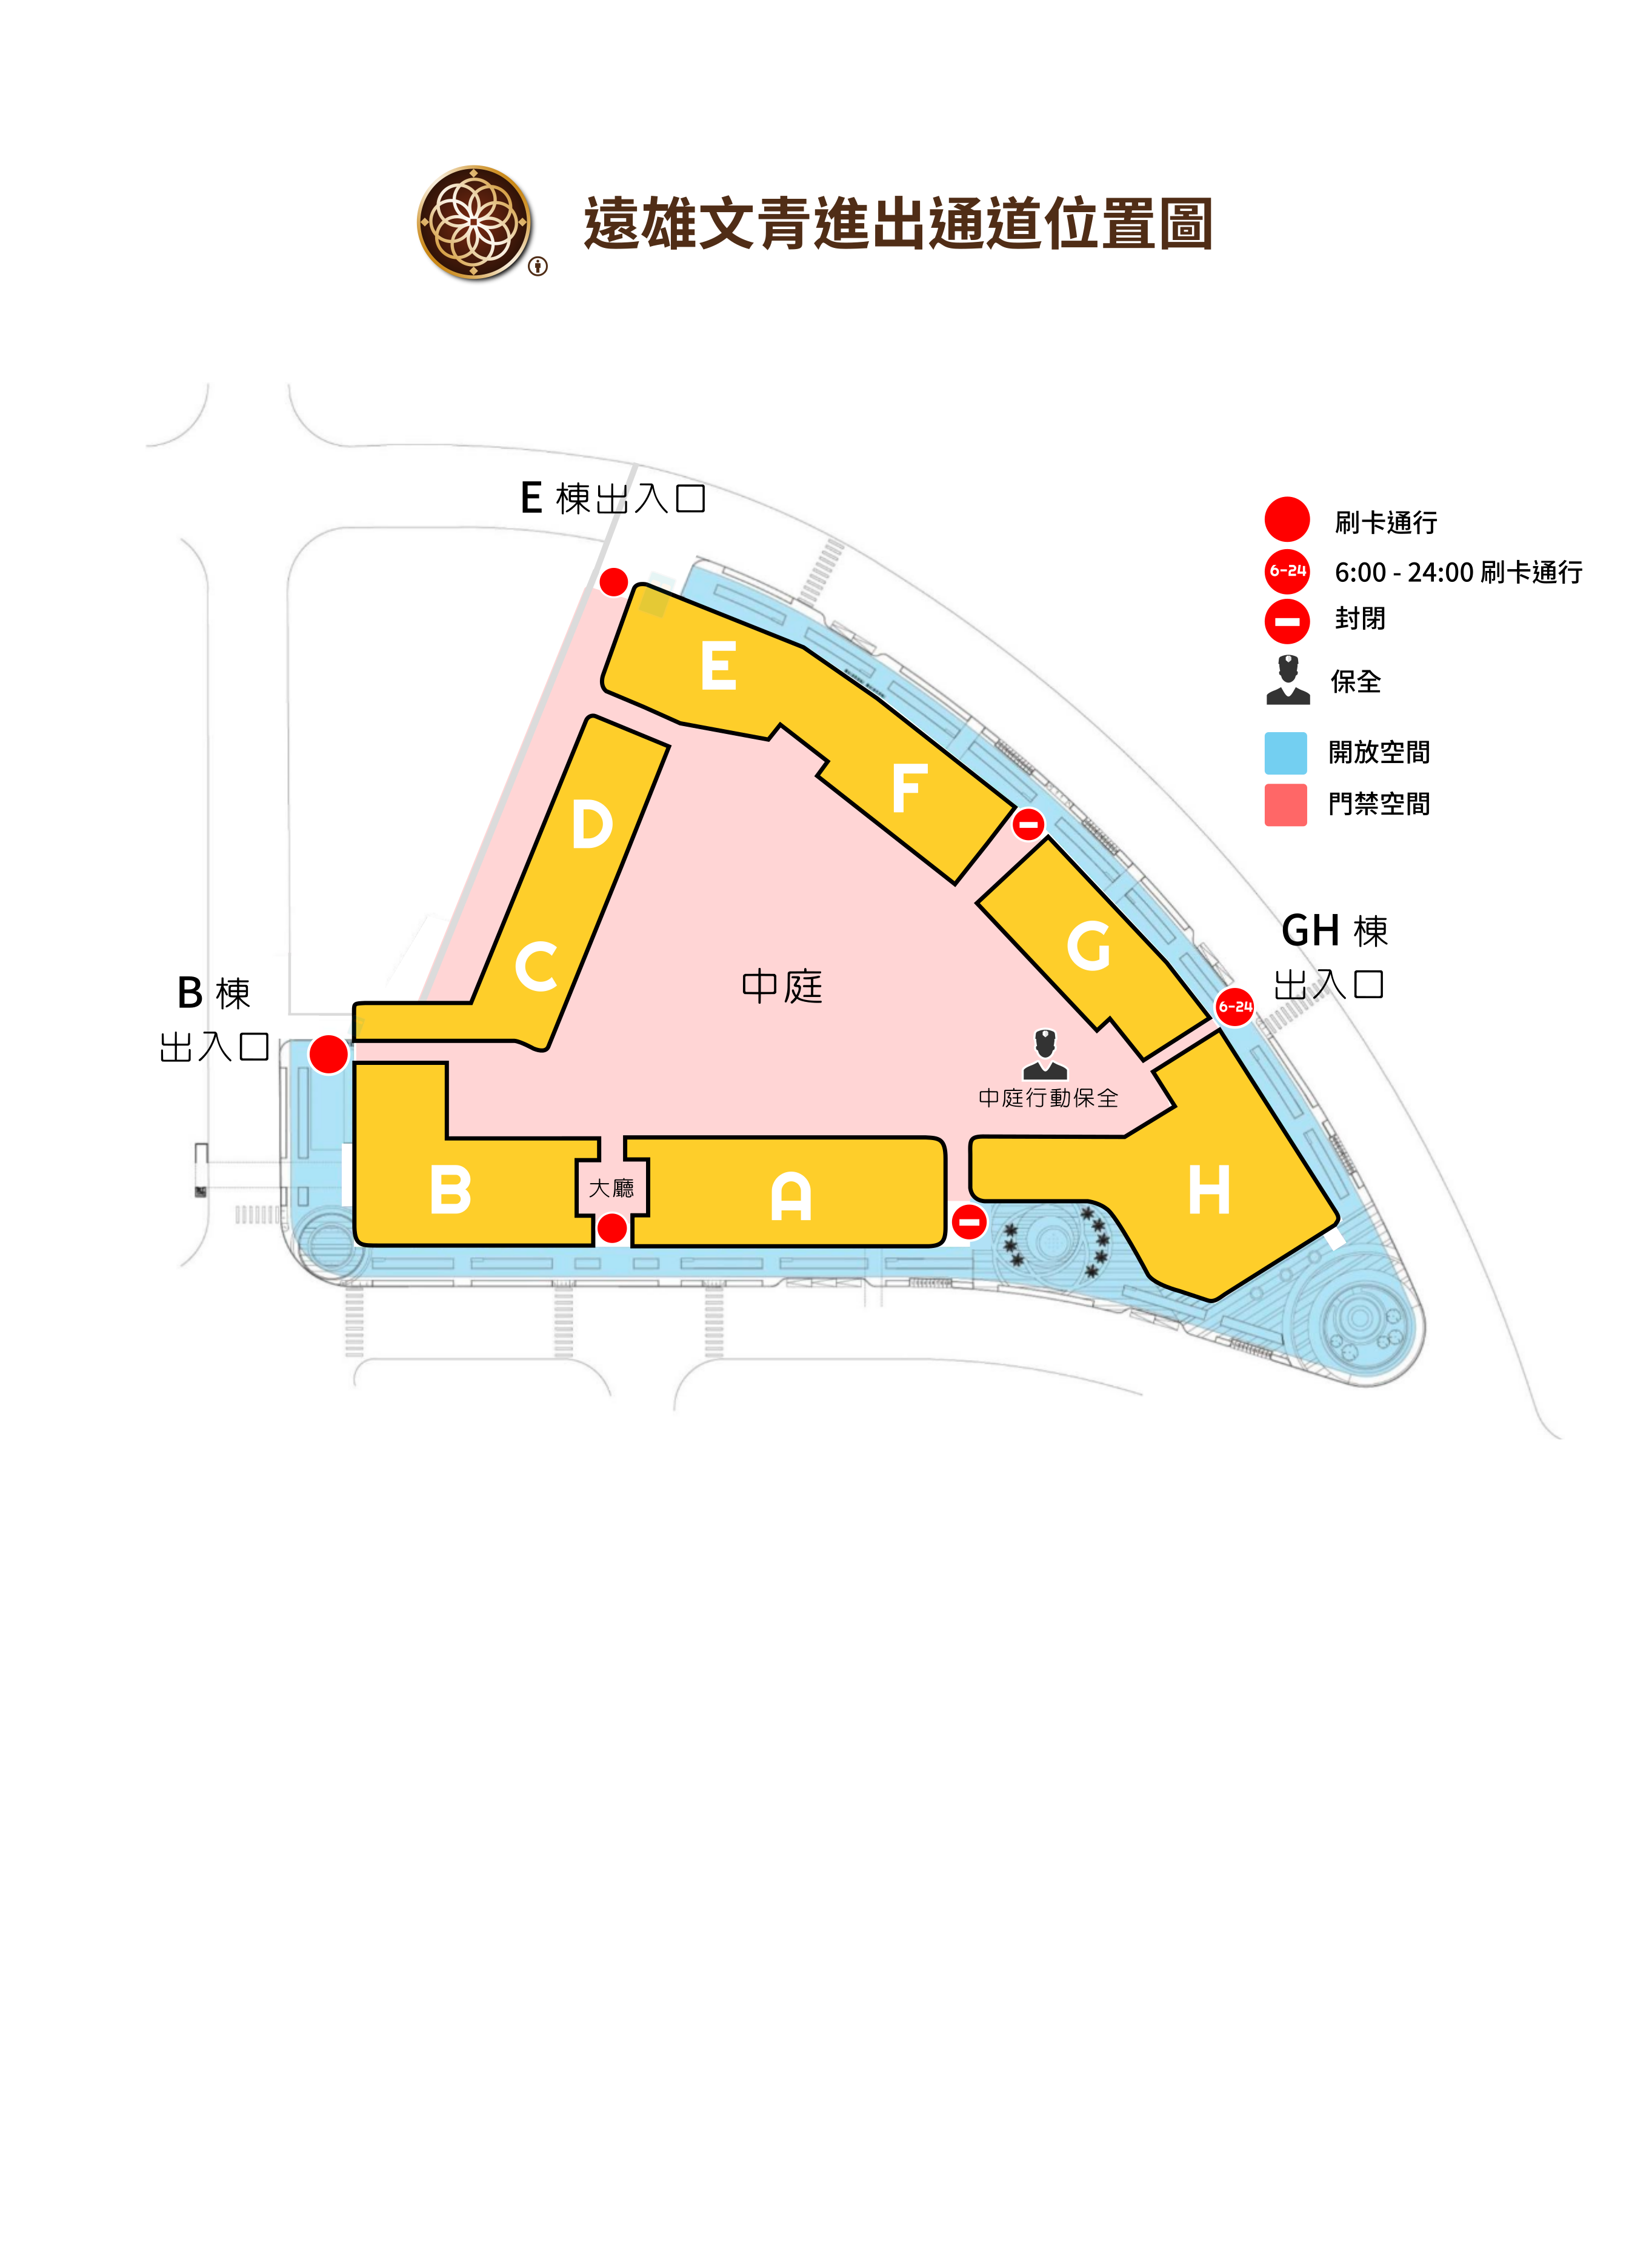 遠雄文青進出通道位置圖
E 棟出入口
刷卡通行
6-24
6:00 - 24:00 刷卡通行
封閉
保全
開放空間
門禁空間
E
D
F
C
G
GH 棟
出入口
6-24
B 棟
出入口
中庭
中庭行動保全
B
大廳
A
H